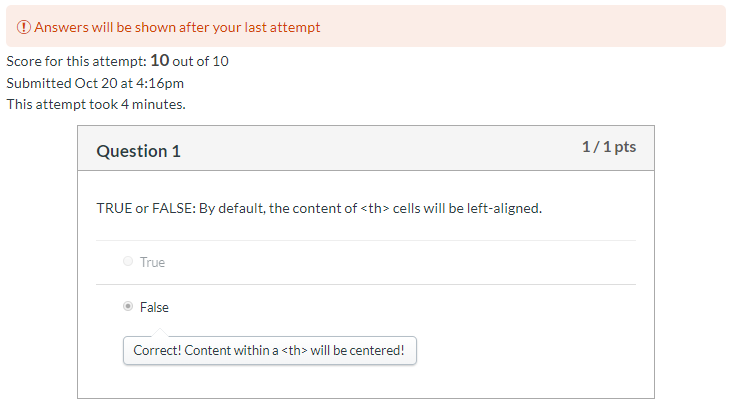 Answers will be shown after your last attempt
Score for this attempt: 10 out of 10
Submitted Oct 20 at 4:16pm
This attempt took 4 minutes.
Question 1
1 / 1 pts
TRUE or FALSE: By default, the content of <th> cells will be left-aligned.
True
False
Correct! Content within a <th> will be centered!